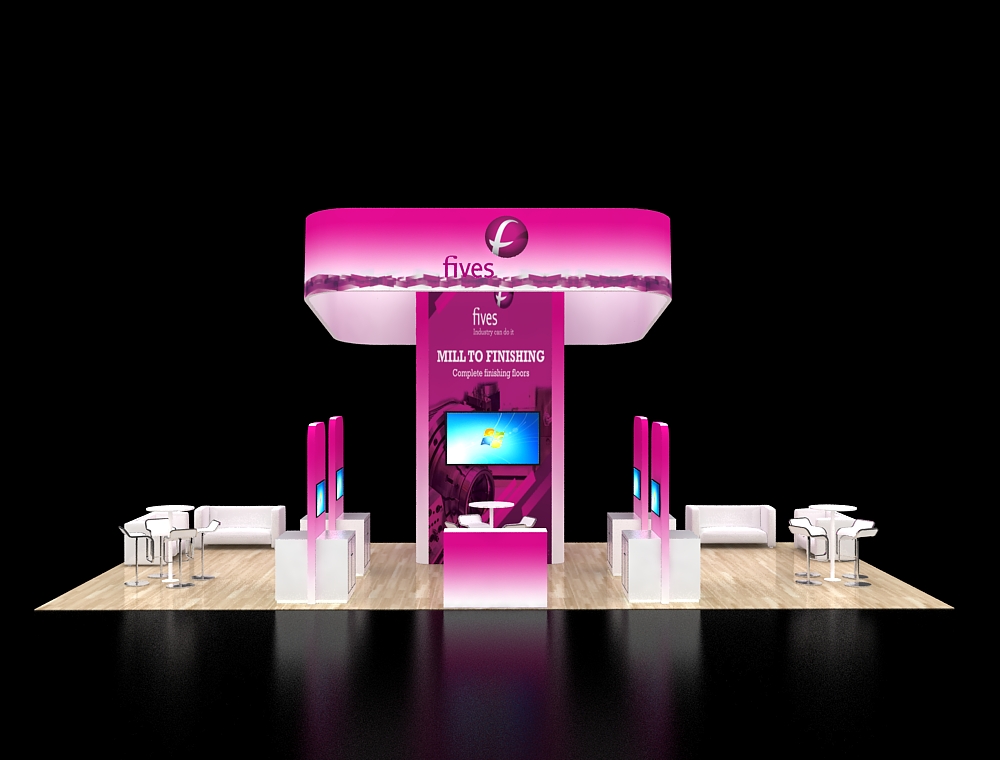 fives
fives
Industry can do it
MILL TO FINISHING
Complete finishing floors